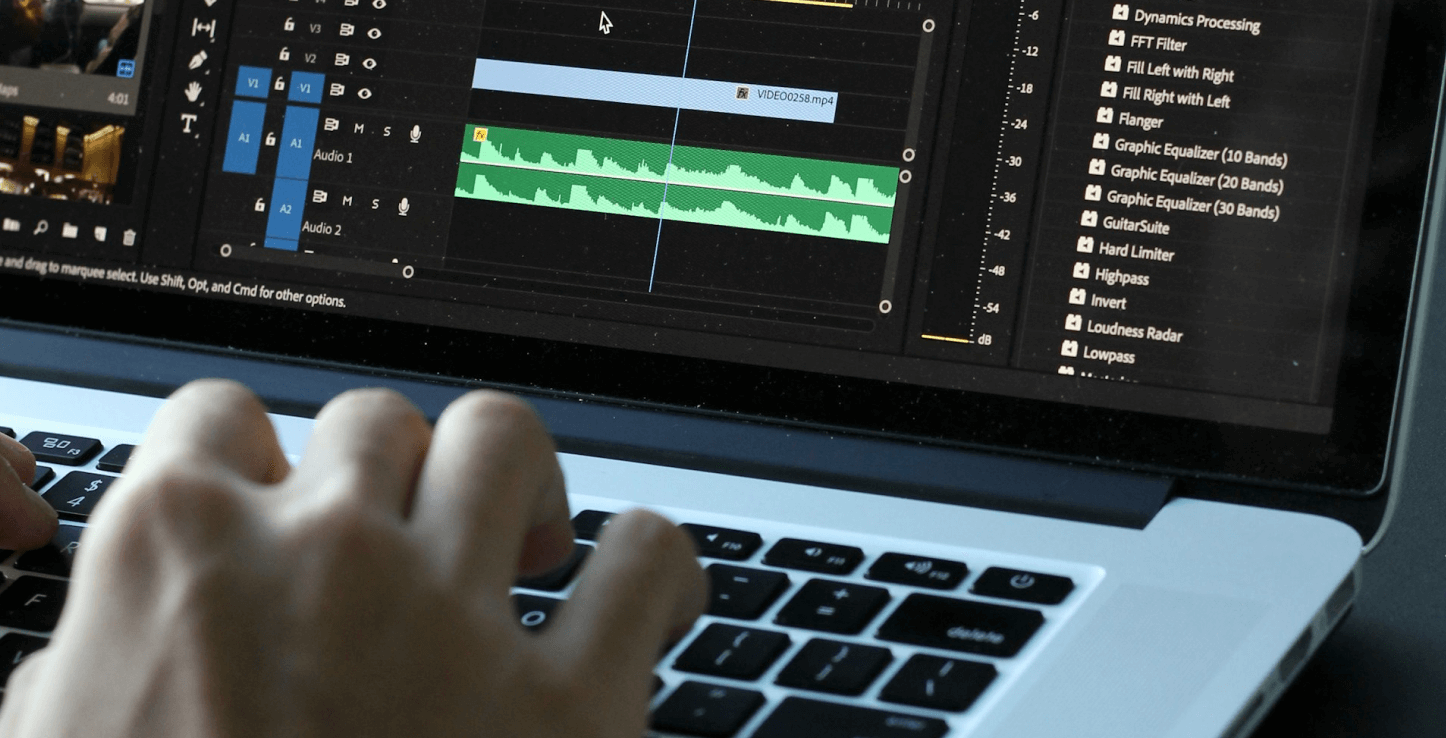 V3
V2
V1
V1
VIDEO0258.mp4
4:01
T
fx
A1
A1
M
S
Audio 1
A2
M
S
Audio 2
and drag to marquee select. Use Shift, Opt, and Cmd for other options.
-6
-12
-18
-24
-30
-36
-42
-48
-54
dB
Dynamics Processing
FFT Filter
Fill Left with Right
Fill Right with Left
Flanger
Graphic Equalizer (10 Bands)
Graphic Equalizer (20 Bands)
Graphic Equalizer (30 Bands)
GuitarSuite
Hard Limiter
Highpass
Invert
Loudness Radar
Lowpass
F3
$
4
R
F
O
F10
F11
F12
-
+
=
delete